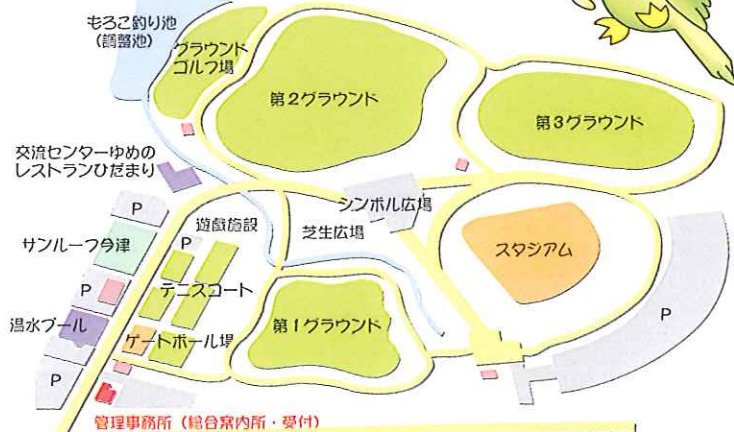 もろこ釣り池
(調整池)
グラウンド
ゴルフ場
第2グラウンド
第3グラウンド
交流センターゆめの
レストランひだまり
P
遊戯施設
シンボル広場
芝生広場
サンルーフ今津
P
スタジアム
P
テニスコート
P
温水プール
ゲートボール場
第1グラウンド
P
管理事務所(総合案内所・受付)